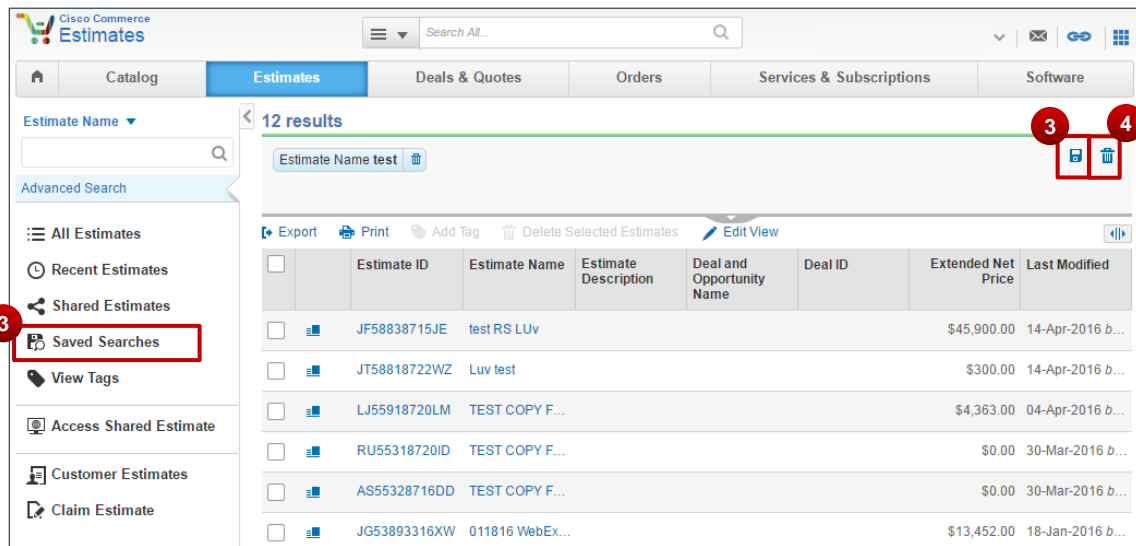 Cisco Commerce
Estimates
Search All...
Catalog Estimates Deals & Quotes Orders Services & Subscriptions Software
Estimate Name
12 results
3 4
Estimate Name test
Advanced Search
Export Print Add Tag Delete Selected Estimates Edit View
All Estimates
Recent Estimates
Shared Estimates
3
Saved Searches
View Tags
Access Shared Estimate
Customer Estimates
Claim Estimate
Estimate ID Estimate Name Estimate Description Deal and Opportunity Name Deal ID Extended Net Price Last Modified
JF58838715JE test RS LUv $45,900.00 14-Apr-2016 b...
JT58818722WZ Luv test $300.00 14-Apr-2016 b...
LJ55918720LM TEST COPY F... $4,363.00 04-Apr-2016 b...
RU55318720ID TEST COPY F... $0.00 30-Mar-2016 b...
AS55328716DD TEST COPY F... $0.00 30-Mar-2016 b...
JG53893316XW 011816 WebEx... $13,452.00 18-Jan-2016 b...